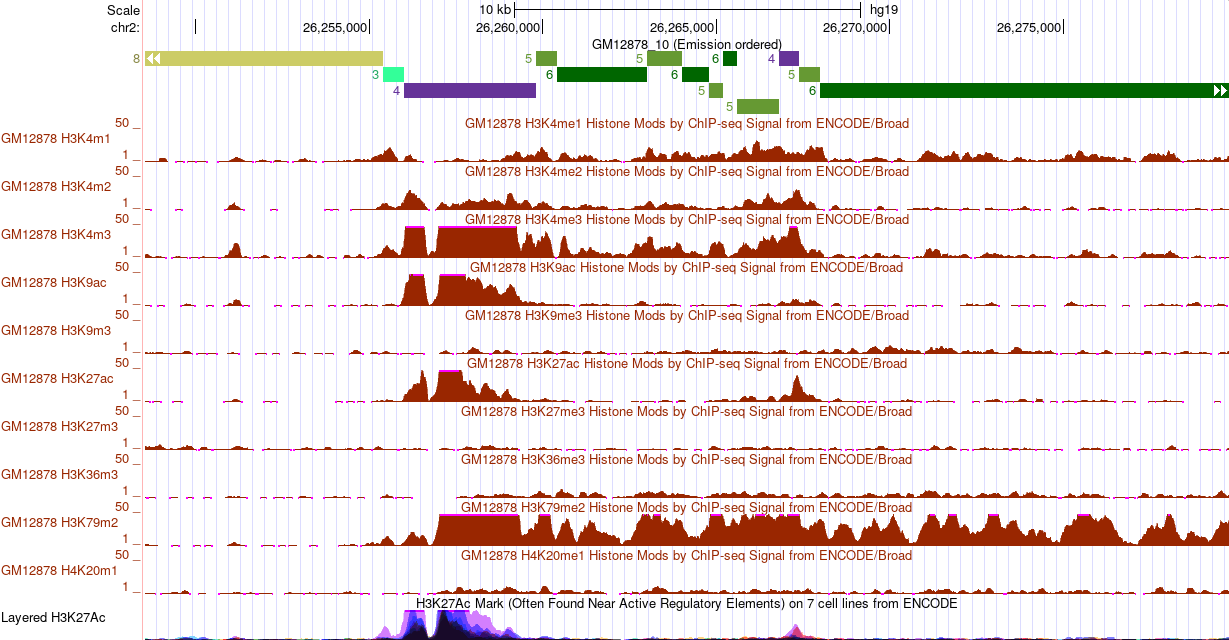 Scale 10 kb hg19
chr2: 26,255,000 26,260,000 26,265,000 26,270,000 26,275,000
GM12878_10 (Emission ordered)
8 5 5 6 4
3 6 6 5
4 5 6
5
GM12878 H3K4me1 Histone Mods by ChIP-seq Signal from ENCODE/Broad
50
GM12878 H3K4m1
1
GM12878 H3K4me2 Histone Mods by ChIP-seq Signal from ENCODE/Broad
50
GM12878 H3K4m2
1
GM12878 H3K4me3 Histone Mods by ChIP-seq Signal from ENCODE/Broad
50
GM12878 H3K4m3
1
GM12878 H3K9ac Histone Mods by ChIP-seq Signal from ENCODE/Broad
50
GM12878 H3K9ac
1
GM12878 H3K9me3 Histone Mods by ChIP-seq Signal from ENCODE/Broad
50
GM12878 H3K9m3
1
GM12878 H3K27ac Histone Mods by ChIP-seq Signal from ENCODE/Broad
50
GM12878 H3K27ac
1
GM12878 H3K27me3 Histone Mods by ChIP-seq Signal from ENCODE/Broad
50
GM12878 H3K27m3
1
GM12878 H3K36me3 Histone Mods by ChIP-seq Signal from ENCODE/Broad
50
GM12878 H3K36m3
1
GM12878 H3K79me2 Histone Mods by ChIP-seq Signal from ENCODE/Broad
50
GM12878 H3K79m2
1
GM12878 H4K20me1 Histone Mods by ChIP-seq Signal from ENCODE/Broad
50
GM12878 H4K20m1
1
H3K27Ac Mark (Often Found Near Active Regulatory Elements) on 7 cell lines from ENCODE
Layered H3K27Ac